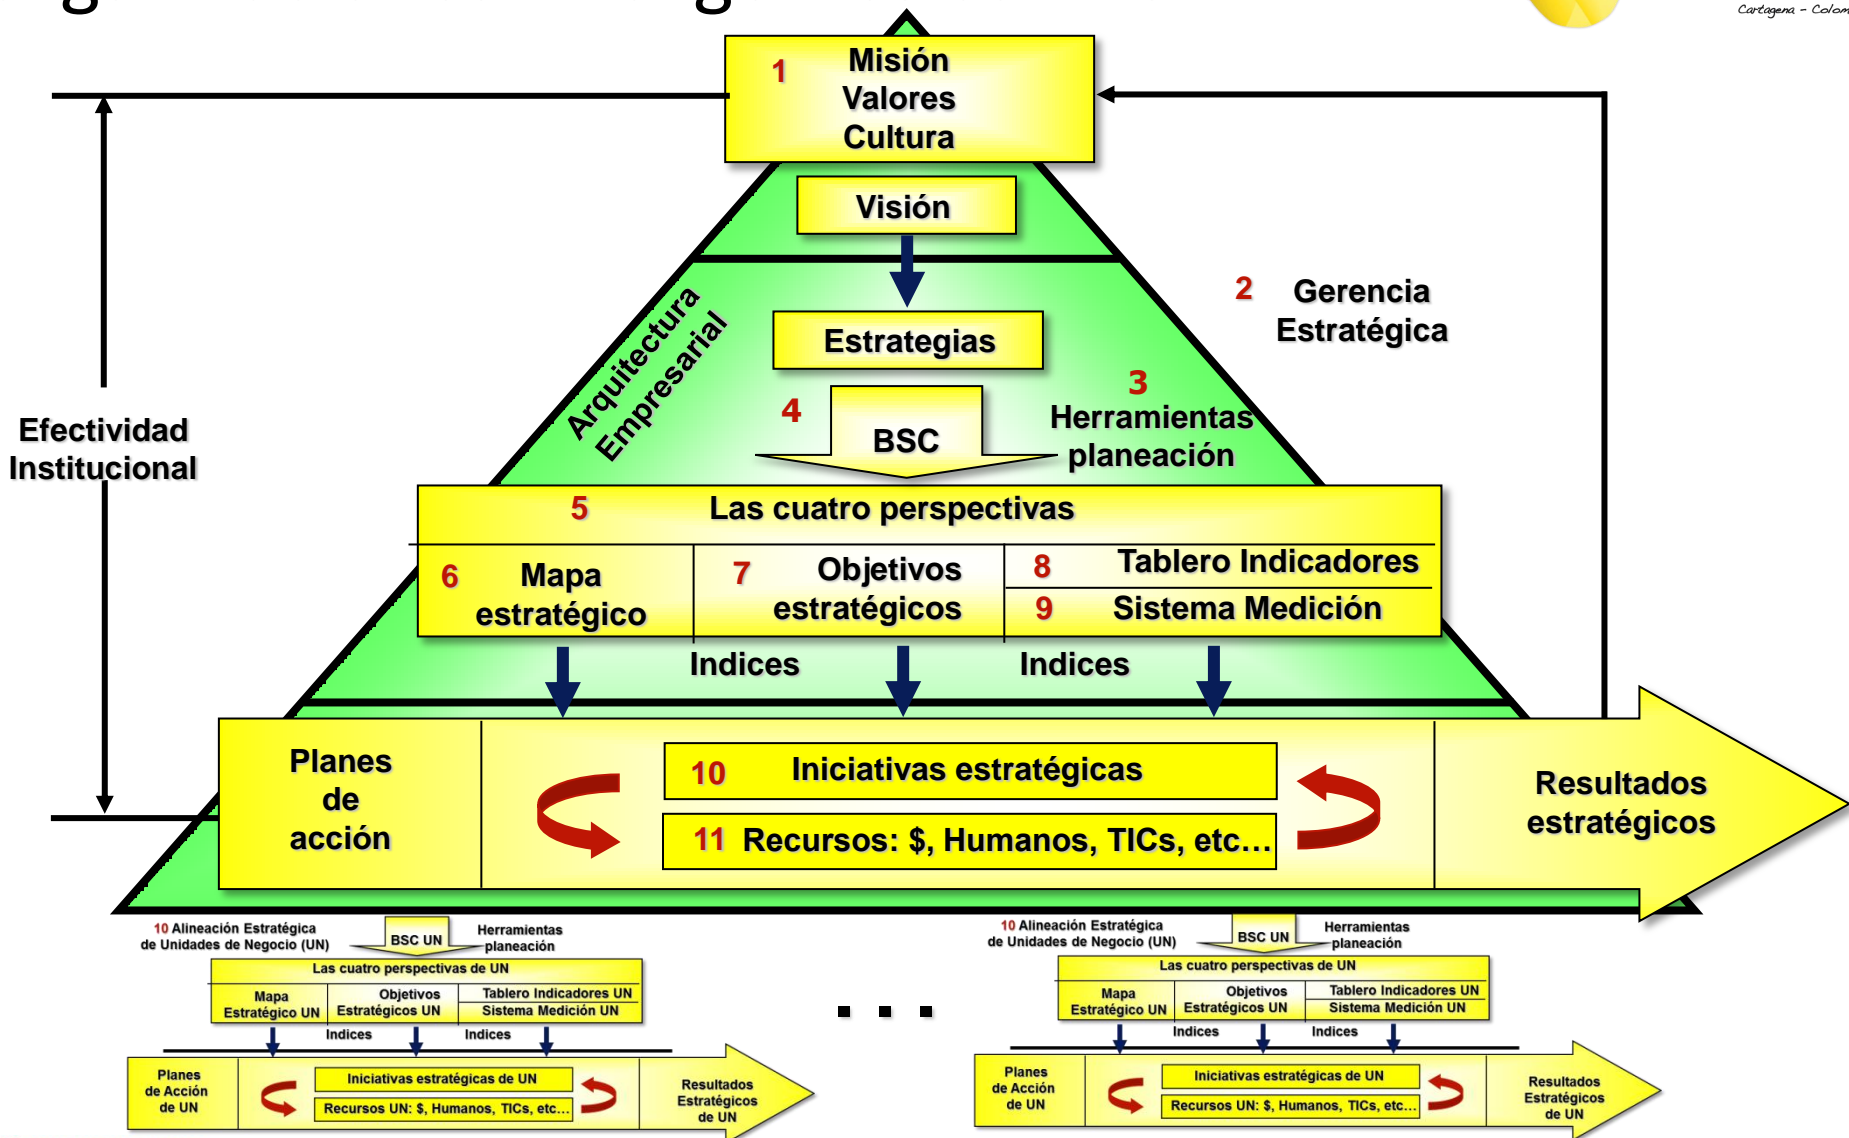 Cartagena - Colom
1
Misión
Valores
Cultura
Visión
2 Gerencia
Estratégica
Arquitectura
Empresarial
Estrategias
3
Herramientas
planeación
4
BSC
Efectividad
Institucional
5 Las cuatro perspectivas
6 Mapa
estratégico
7 Objetivos
estratégicos
8 Tablero Indicadores
9 Sistema Medición
Indices Indices
Planes
de
acción
10 Iniciativas estratégicas
11 Recursos: $, Humanos, TICs, etc…
Resultados
estratégicos
10 Alineación Estratégica
de Unidades de Negocio (UN)
BSC UN
Herramientas
planeación
Las cuatro perspectivas de UN
Mapa
Estratégico UN
Objetivos
Estratégicos UN
Tablero Indicadores UN
Sistema Medición UN
Indices Indices
Planes
de Acción
de UN
Iniciativas estratégicas de UN
Recursos UN: $, Humanos, TICs, etc…
Resultados
Estratégicos
de UN
. . .
10 Alineación Estratégica
de Unidades de Negocio (UN)
BSC UN
Herramientas
planeación
Las cuatro perspectivas de UN
Mapa
Estratégico UN
Objetivos
Estratégicos UN
Tablero Indicadores UN
Sistema Medición UN
Indices Indices
Planes
de Acción
de UN
Iniciativas estratégicas de UN
Recursos UN: $, Humanos, TICs, etc…
Resultados
Estratégicos
de UN